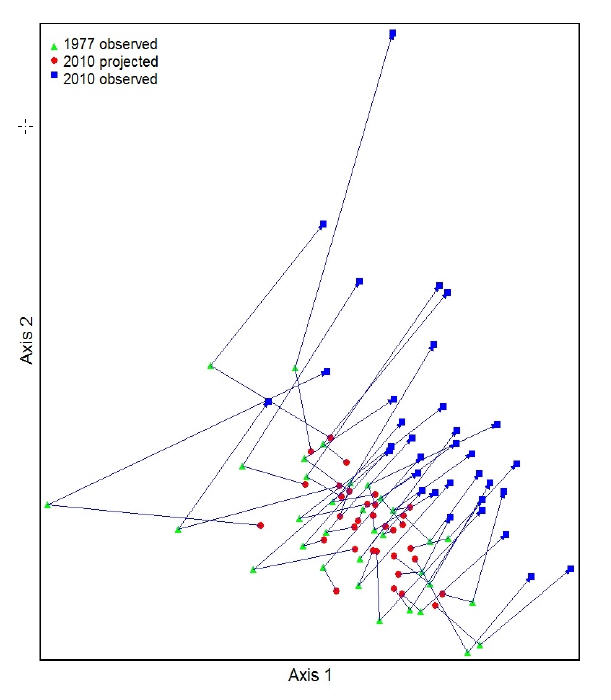 1977 observed
2010 projected
2010 observed
Axis 2
Axis 1